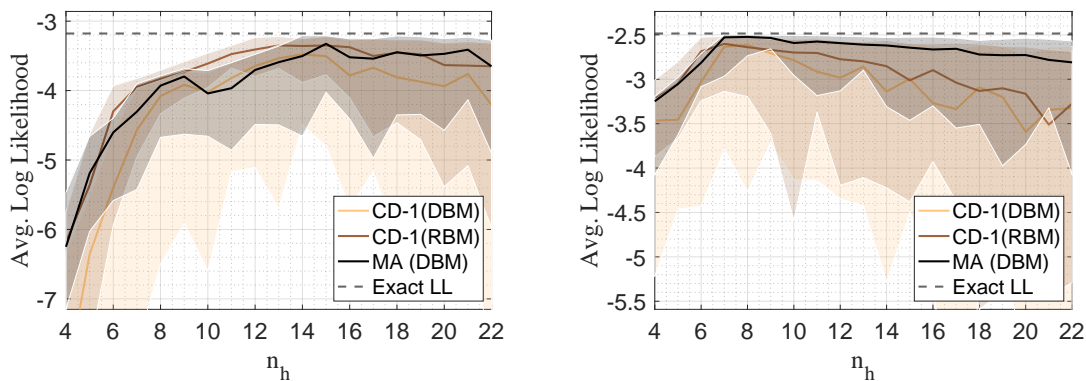 -3
-4
-5
-6
-7
Avg. Log Likelihood
CD-1(DBM)
CD-1(RBM)
MA (DBM)
Exact LL
4 6 8 10 12 14 16 18 20 22
n_h
-2.5
-3
-3.5
-4
-4.5
-5
-5.5
Avg. Log Likelihood
CD-1(DBM)
CD-1(RBM)
MA (DBM)
Exact LL
4 6 8 10 12 14 16 18 20 22
n_h